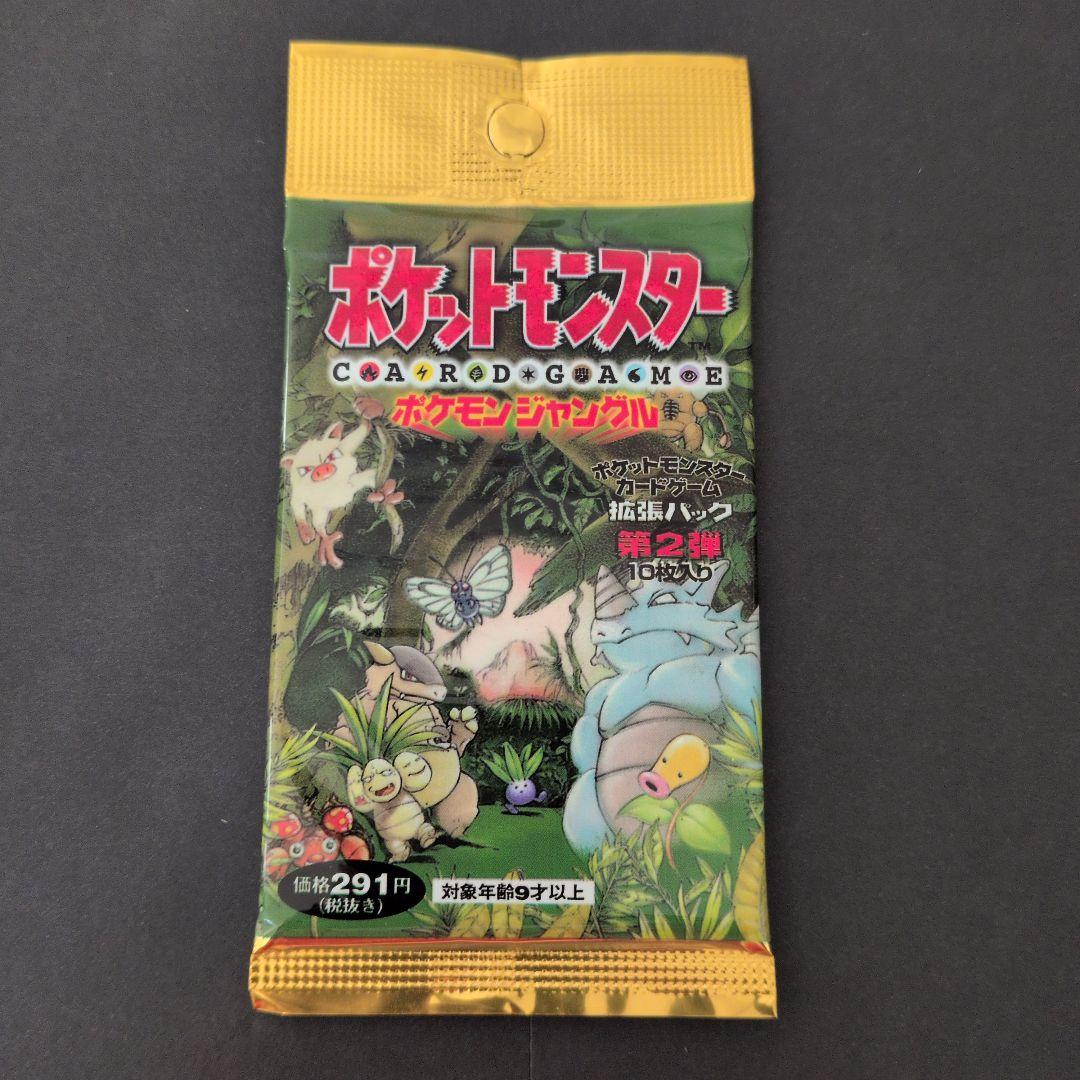 ポケットモンスター
TM
CARD GAME
ポケモンジャングル
ポケットモンスター
カードゲーム
拡張パック
第2弾
10枚入り
価格291円
(税抜き)
対象年齢9才以上